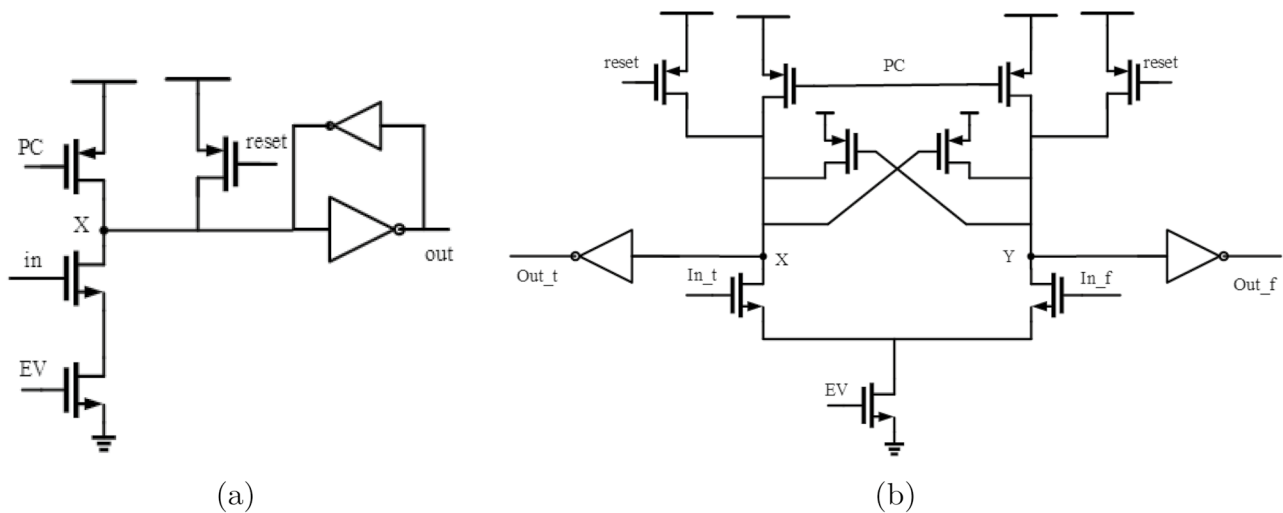 PC
reset
X
in
out
EV
(a)
reset
PC
reset
Out_t
X
Y
In_t
In_f
Out_f
EV
(b)